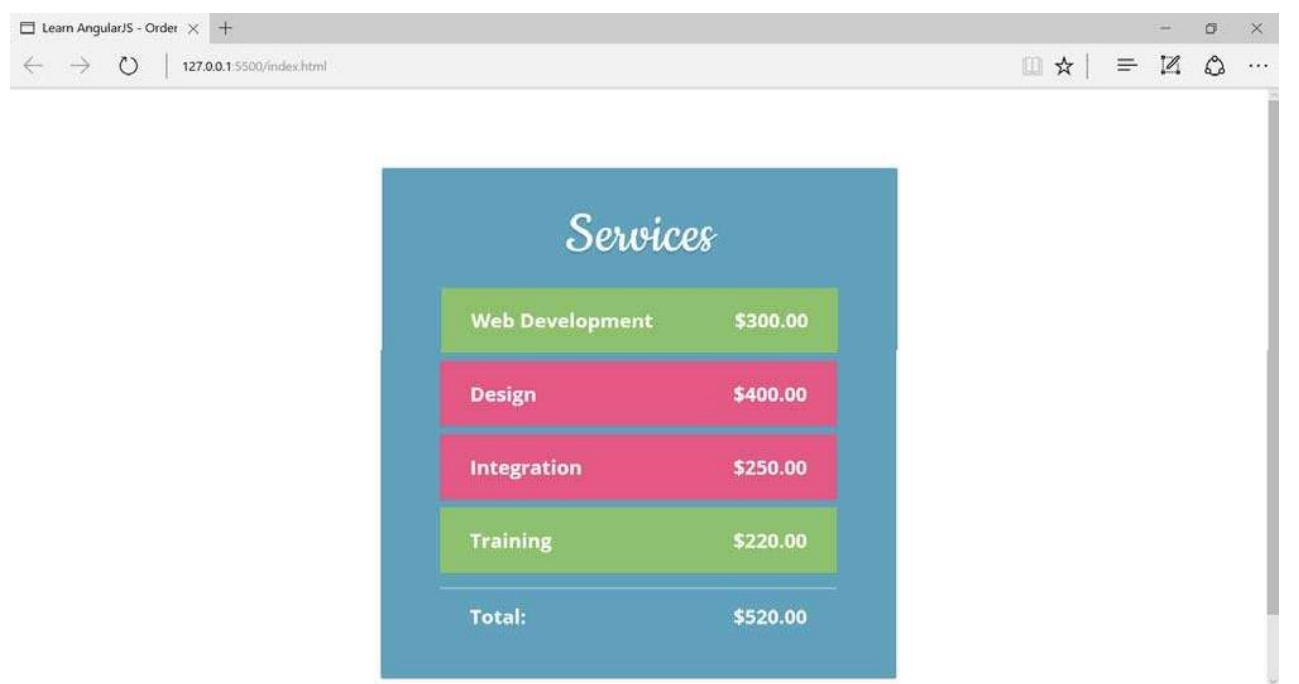 Learn AngularJS - Order
127.0.0.1:5500/index.html
Services
Web Development $300.00
Design $400.00
Integration $250.00
Training $220.00
Total: $520.00